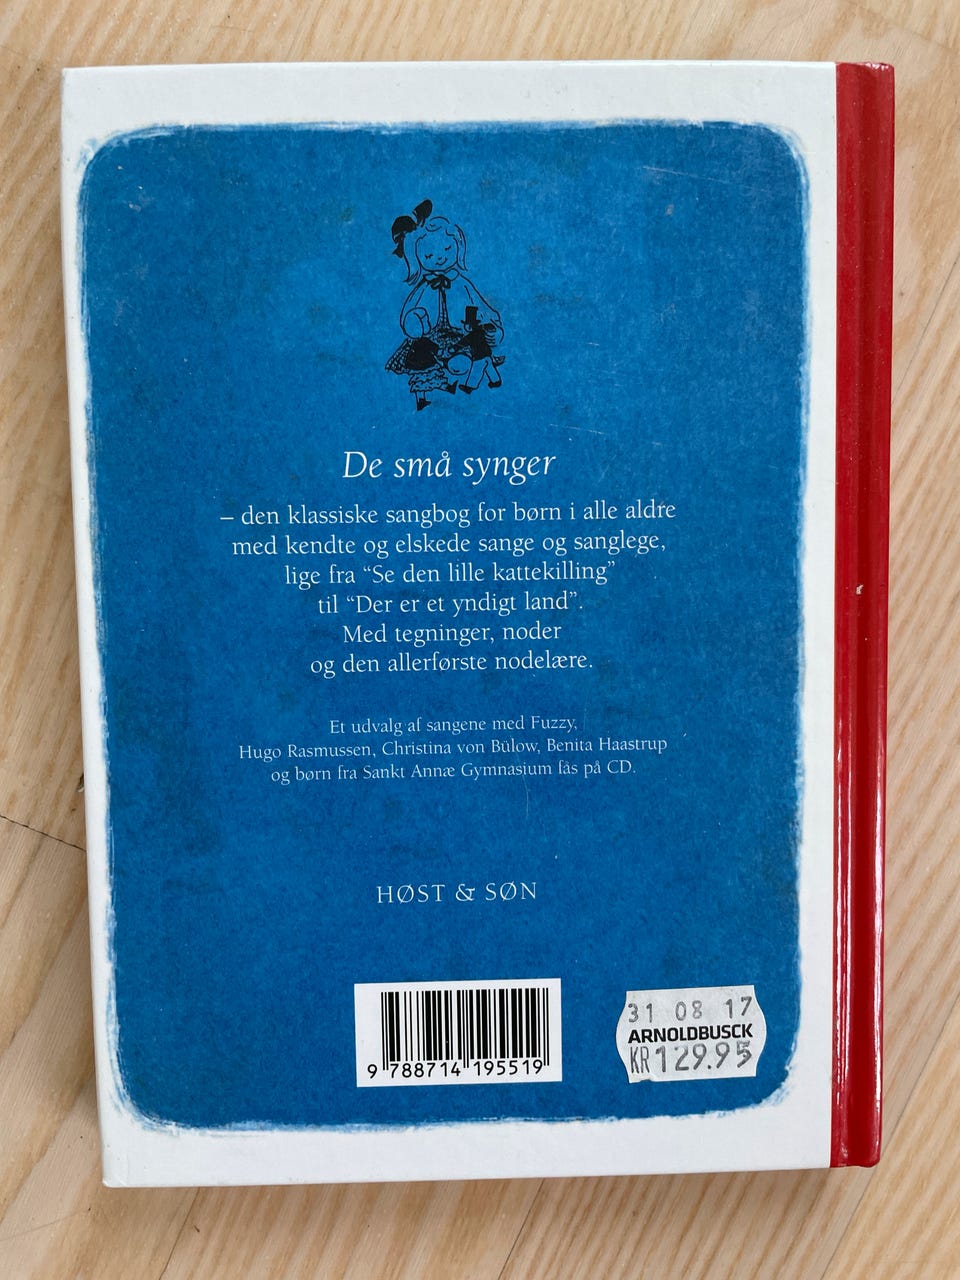 De små synger
– den klassiske sangbog for børn i alle aldre
med kendte og elskede sange og sanglege,
lige fra “Se den lille kattekilling”
til “Der er et yndigt land”.
Med tegninger, noder
og den allerførste nodelære.
Et udvalg af sangene med Fuzzy,
Hugo Rasmussen, Christina von Bülow, Benita Haastrup
og børn fra Sankt Annæ Gymnasium fås på CD.
HØST & SØN
9 788714 195519
31 08 17
ARNOLDBUSCK
KR 129.95